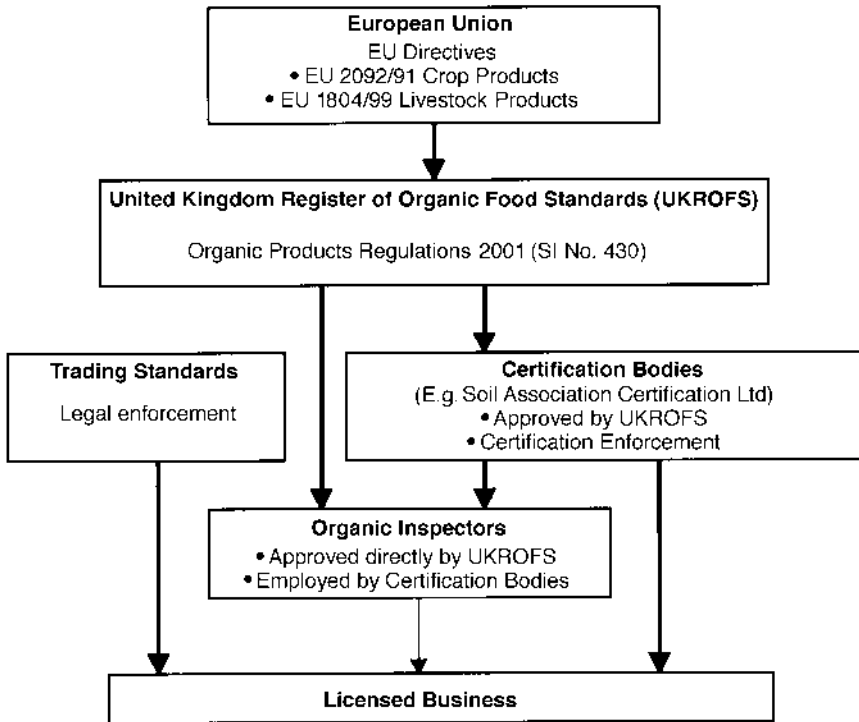 European Union
EU Directives
• EU 2092/91 Crop Products
• EU 1804/99 Livestock Products
United Kingdom Register of Organic Food Standards (UKROFS)
Organic Products Regulations 2001 (SI No. 430)
Trading Standards
Legal enforcement
Certification Bodies
(E.g. Soil Association Certification Ltd)
• Approved by UKROFS
• Certification Enforcement
Organic Inspectors
• Approved directly by UKROFS
• Employed by Certification Bodies
Licensed Business